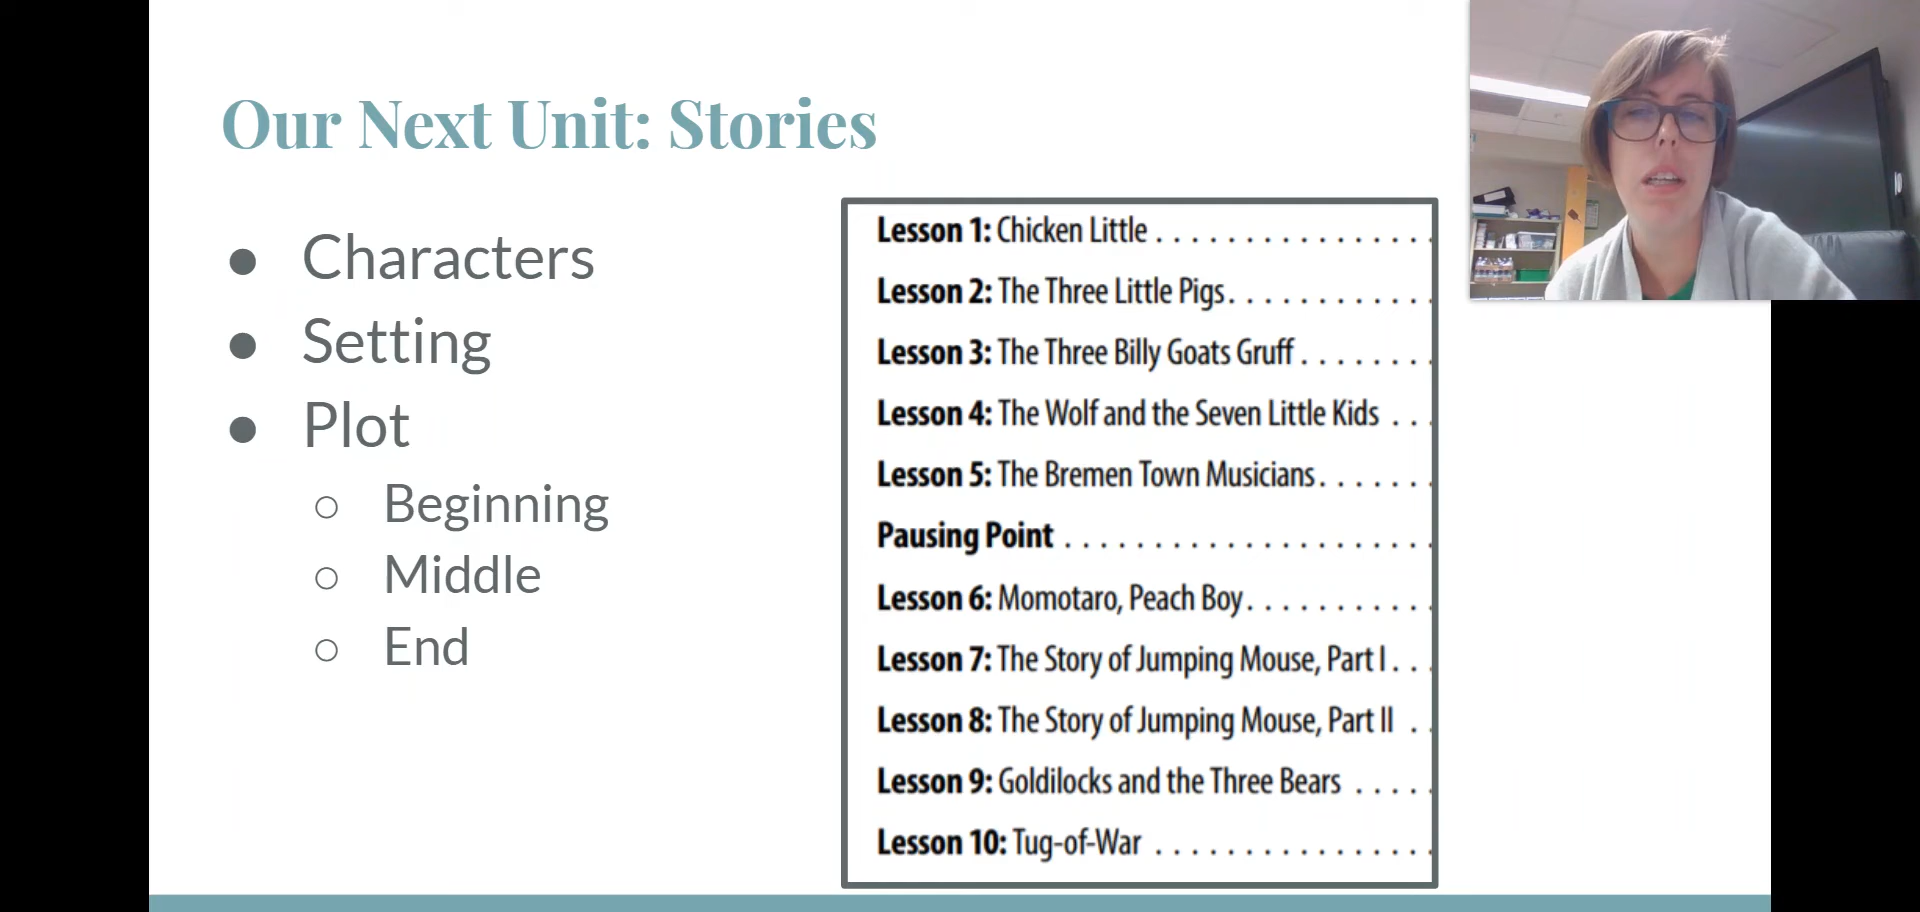 Our Next Unit: Stories
● Characters
● Setting
● Plot
○ Beginning
○ Middle
○ End
Lesson 1: Chicken Little . . . . . . . . . . . . . . . .
Lesson 2: The Three Little Pigs. . . . . . . . . . . .
Lesson 3: The Three Billy Goats Gruff . . . . . . . .
Lesson 4: The Wolf and the Seven Little Kids . . .
Lesson 5: The Bremen Town Musicians. . . . . . .
Pausing Point . . . . . . . . . . . . . . . . . . . . .
Lesson 6: Momotaro, Peach Boy. . . . . . . . . . .
Lesson 7: The Story of Jumping Mouse, Part I. . .
Lesson 8: The Story of Jumping Mouse, Part II . .
Lesson 9: Goldilocks and the Three Bears . . . . .
Lesson 10: Tug-of-War . . . . . . . . . . . . . . . .